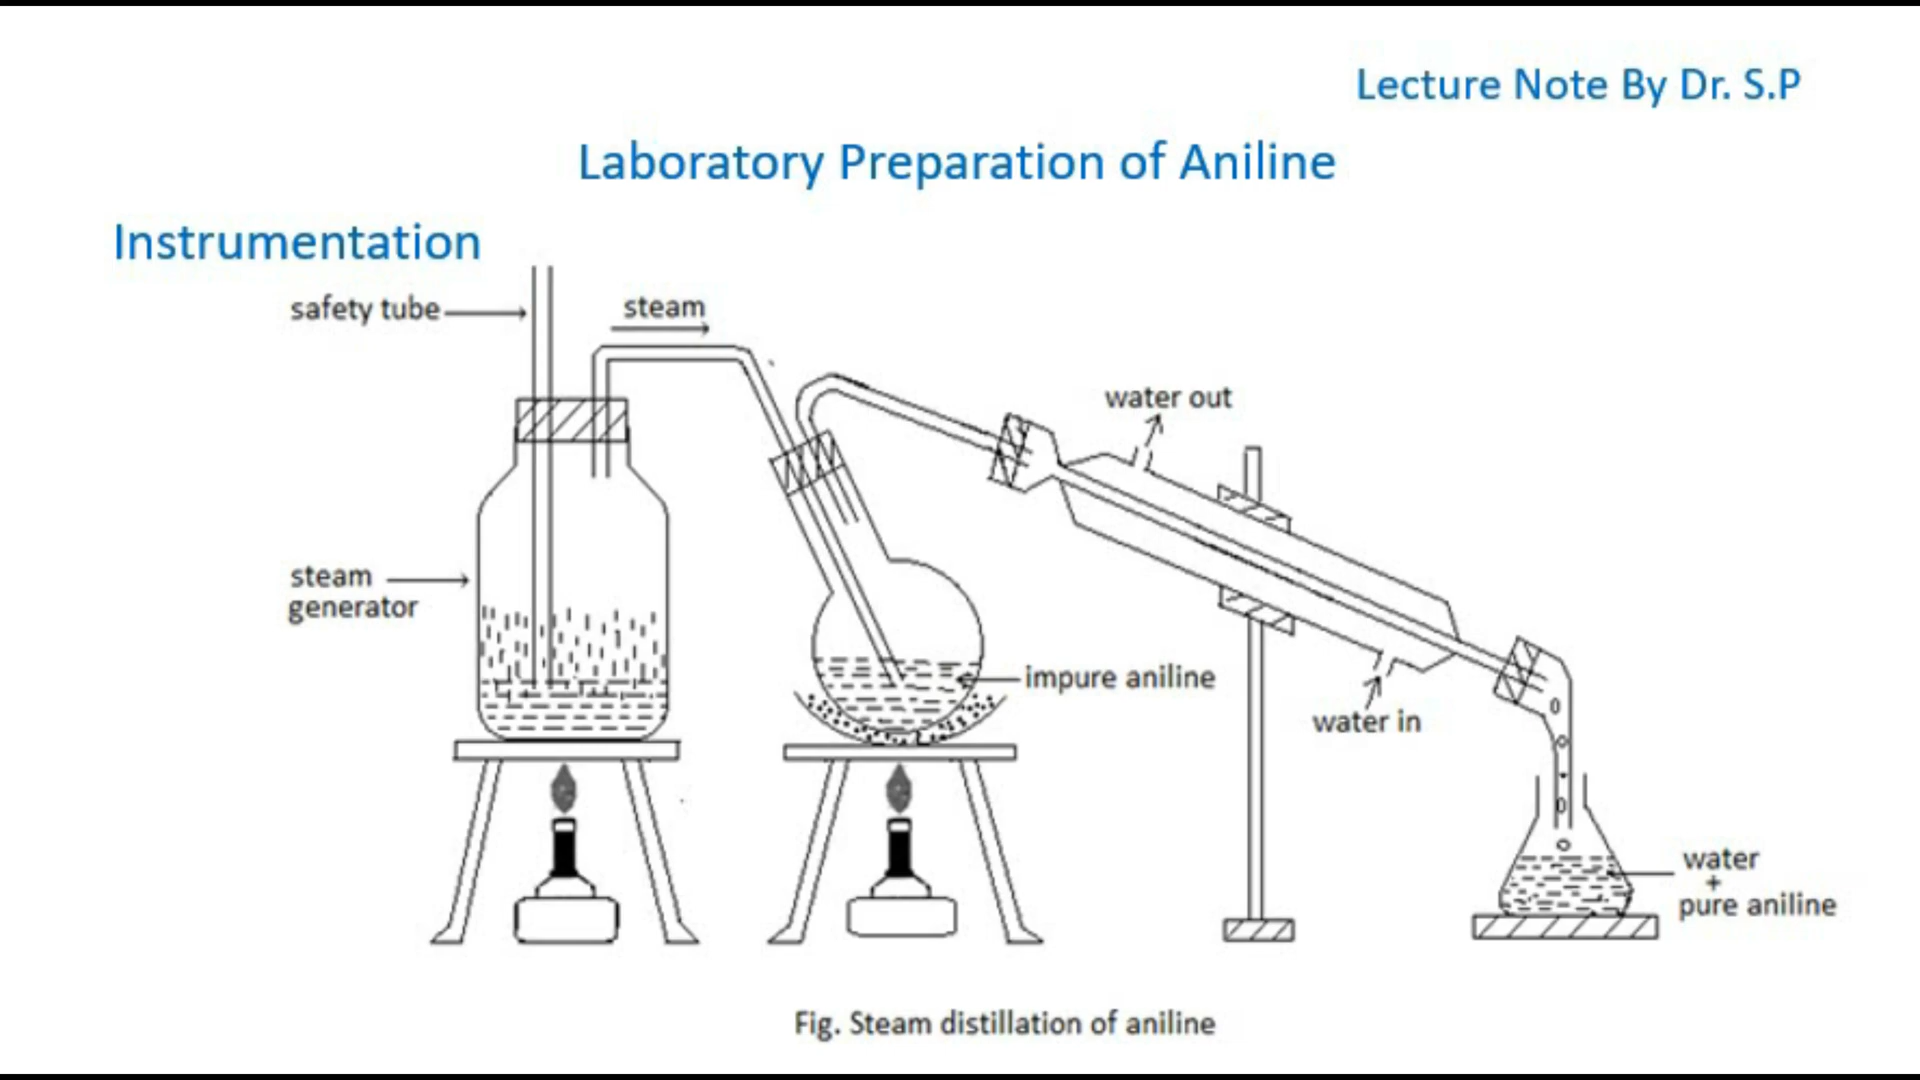 Lecture Note By Dr. S.P
Laboratory Preparation of Aniline
Instrumentation
safety tube
steam
water out
steam
generator
impure aniline
water in
water
+
pure aniline
Fig. Steam distillation of aniline